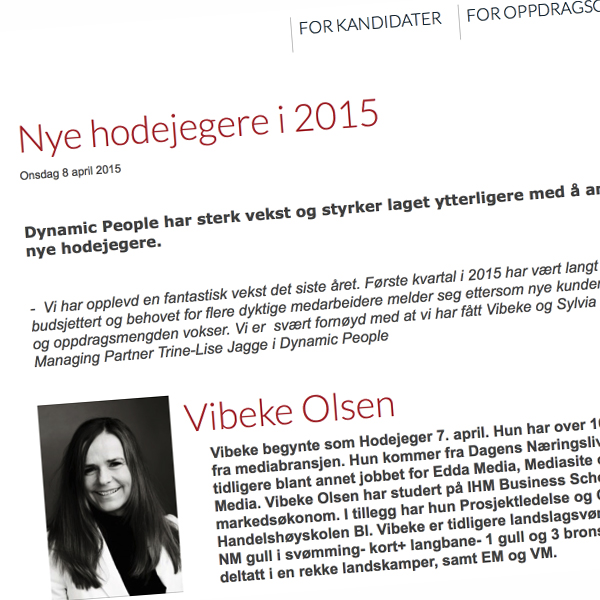 FOR KANDIDATER
FOR OPPDRAGSG
Nye hodejegere i 2015
Onsdag 8 april 2015
Dynamic People har sterk vekst og styrker laget ytterligere med å an
nye hodejegere.
- Vi har opplevd en fantastisk vekst det siste året. Første kvartal i 2015 har vært langt
budsjettert og behovet for flere dyktige medarbeidere melder seg ettersom nye kunder
og oppdragsmengden vokser. Vi er svært fornøyd med at vi har fått Vibeke og Sylvia
Managing Partner Trine-Lise Jagge i Dynamic People
Vibeke Olsen
Vibeke begynte som Hodejeger 7. april. Hun har over 10
fra mediabransjen. Hun kommer fra Dagens Næringsliv
tidligere blant annet jobbet for Edda Media, Mediasite
Media. Vibeke Olsen har studert på IHM Business Scho
markedsøkonom. I tillegg har hun Prosjektledelse og
Handelshøyskolen BI. Vibeke er tidligere landslagsvøm
NM gull i svømming- kort+ langbane- 1 gull og 3 brons
deltatt i en rekke landskamper, samt EM og VM.